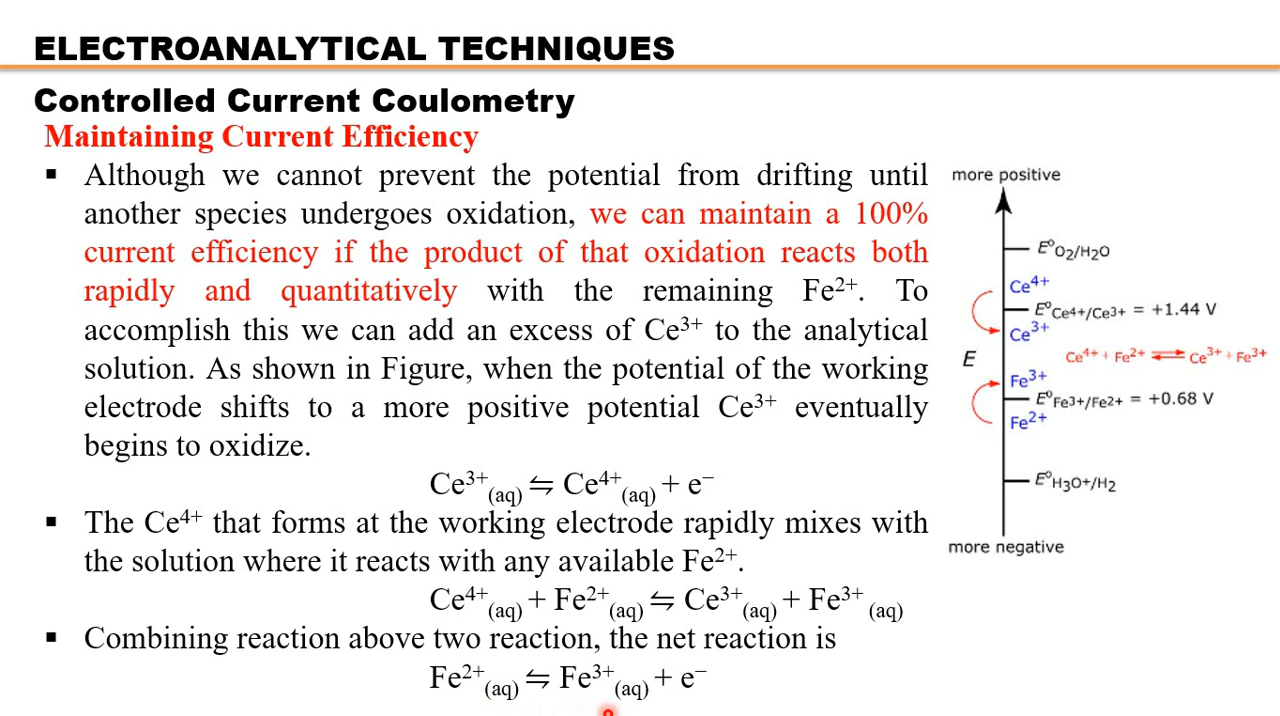 ELECTROANALYTICAL TECHNIQUES
Controlled Current Coulometry
Maintaining Current Efficiency
▪ Although we cannot prevent the potential from drifting until
another species undergoes oxidation, we can maintain a 100%
current efficiency if the product of that oxidation reacts both
rapidly and quantitatively with the remaining Fe²⁺. To
accomplish this we can add an excess of Ce³⁺ to the analytical
solution. As shown in Figure, when the potential of the working
electrode shifts to a more positive potential Ce³⁺ eventually
begins to oxidize.
Ce³⁺(aq) ⇋ Ce⁴⁺(aq) + e⁻
▪ The Ce⁴⁺ that forms at the working electrode rapidly mixes with
the solution where it reacts with any available Fe²⁺.
Ce⁴⁺(aq) + Fe²⁺(aq) ⇋ Ce³⁺(aq) + Fe³⁺(aq)
▪ Combining reaction above two reaction, the net reaction is
Fe²⁺(aq) ⇋ Fe³⁺(aq) + e⁻
more positive
E°O2/H2O
Ce4+
E°Ce4+/Ce3+ = +1.44 V
Ce3+
E
Ce4+ + Fe2+ ⇌ Ce3+ + Fe3+
Fe3+
E°Fe3+/Fe2+ = +0.68 V
Fe2+
E°H3O+/H2
more negative